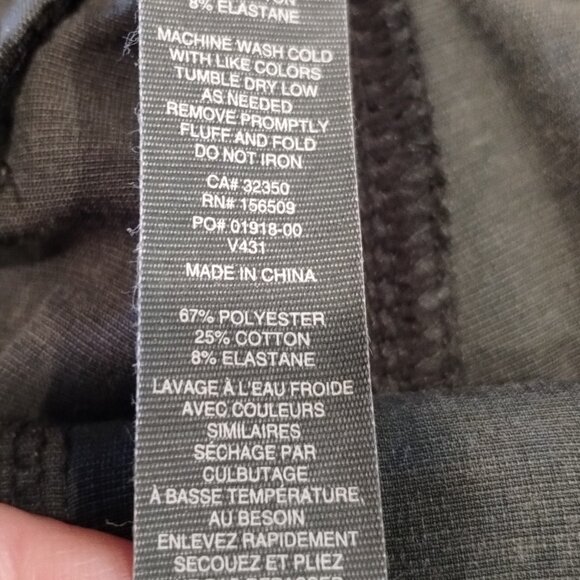 8% ELASTANE
MACHINE WASH COLD
WITH LIKE COLORS
TUMBLE DRY LOW
AS NEEDED
REMOVE PROMPTLY
FLUFF AND FOLD
DO NOT IRON
CA# 32350
RN# 156509
PO# 01918-00
V431
MADE IN CHINA
67% POLYESTER
25% COTTON
8% ELASTANE
LAVAGE À L'EAU FROIDE
AVEC COULEURS
SIMILAIRES
SÉCHAGE PAR
CULBUTAGE
À BASSE TEMPÉRATURE,
AU BESOIN
ENLEVEZ RAPIDEMENT
SECOUEZ ET PLIEZ